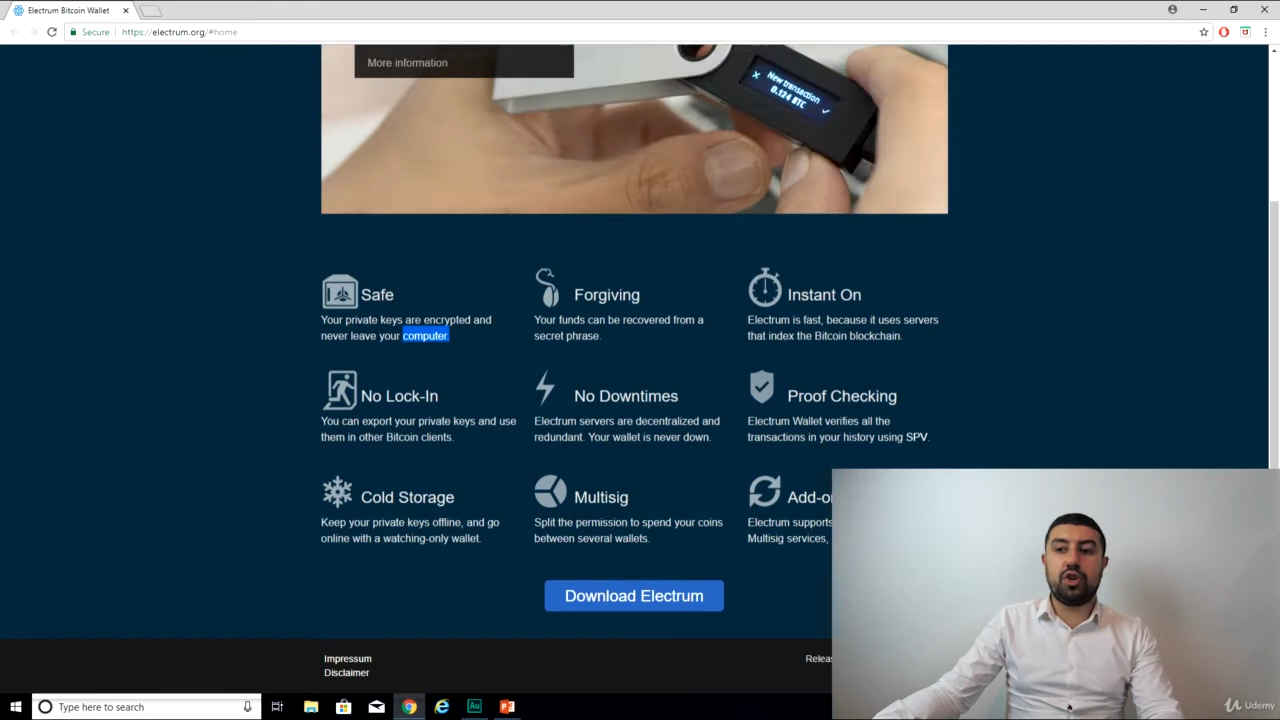 Electrum Bitcoin Wallet
Secure
https://electrum.org/#home
More information
New transaction
0.124 BTC
Safe
Your private keys are encrypted and
never leave your computer.
Forgiving
Your funds can be recovered from a
secret phrase.
Instant On
Electrum is fast, because it uses servers
that index the Bitcoin blockchain.
No Lock-In
You can export your private keys and use
them in other Bitcoin clients.
No Downtimes
Electrum servers are decentralized and
redundant. Your wallet is never down.
Proof Checking
Electrum Wallet verifies all the
transactions in your history using SPV.
Cold Storage
Keep your private keys offline, and go
online with a watching-only wallet.
Multisig
Split the permission to spend your coins
between several wallets.
Add-o
Electrum supports
Multisig services,
Download Electrum
Impressum
Disclaimer
Relea
Type here to search
Au
Udemy